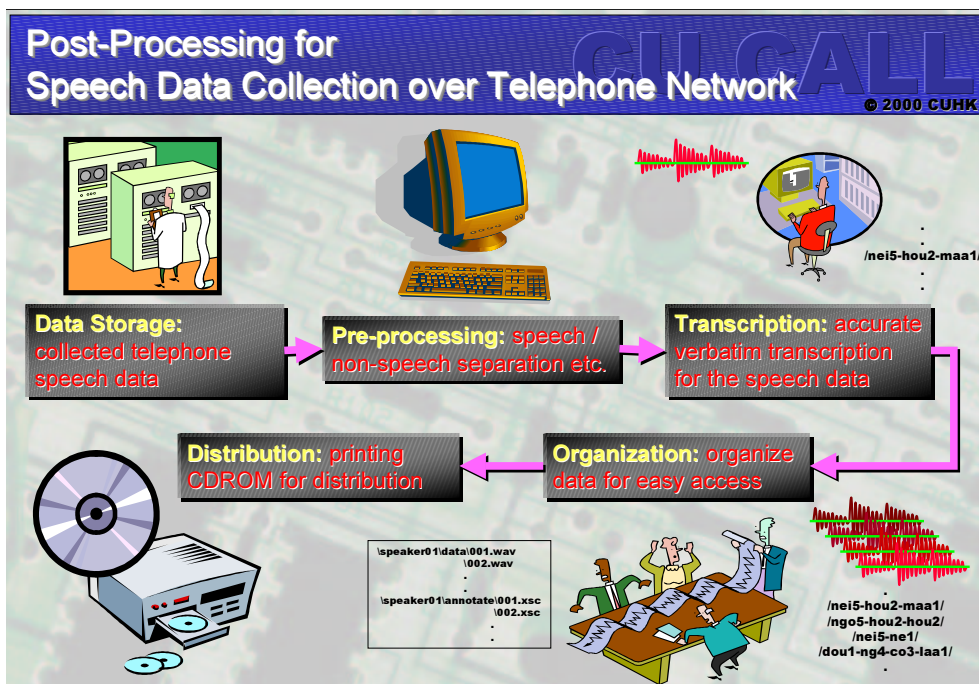 CU CALL
Post-Processing for
Speech Data Collection over Telephone Network
© 2000 CUHK
.
.
/nei5-hou2-maa1/
.
.
Data Storage:
collected telephone
speech data
Pre-processing: speech /
non-speech separation etc.
Transcription: accurate
verbatim transcription
for the speech data
Organization: organize
data for easy access
Distribution: printing
CDROM for distribution
\speaker01\data\001.wav
\002.wav
.
.
\speaker01\annotate\001.xsc
\002.xsc
.
.
.
/nei5-hou2-maa1/
/ngo5-hou2-hou2/
/nei5-ne1/
/dou1-ng4-co3-laa1/
.